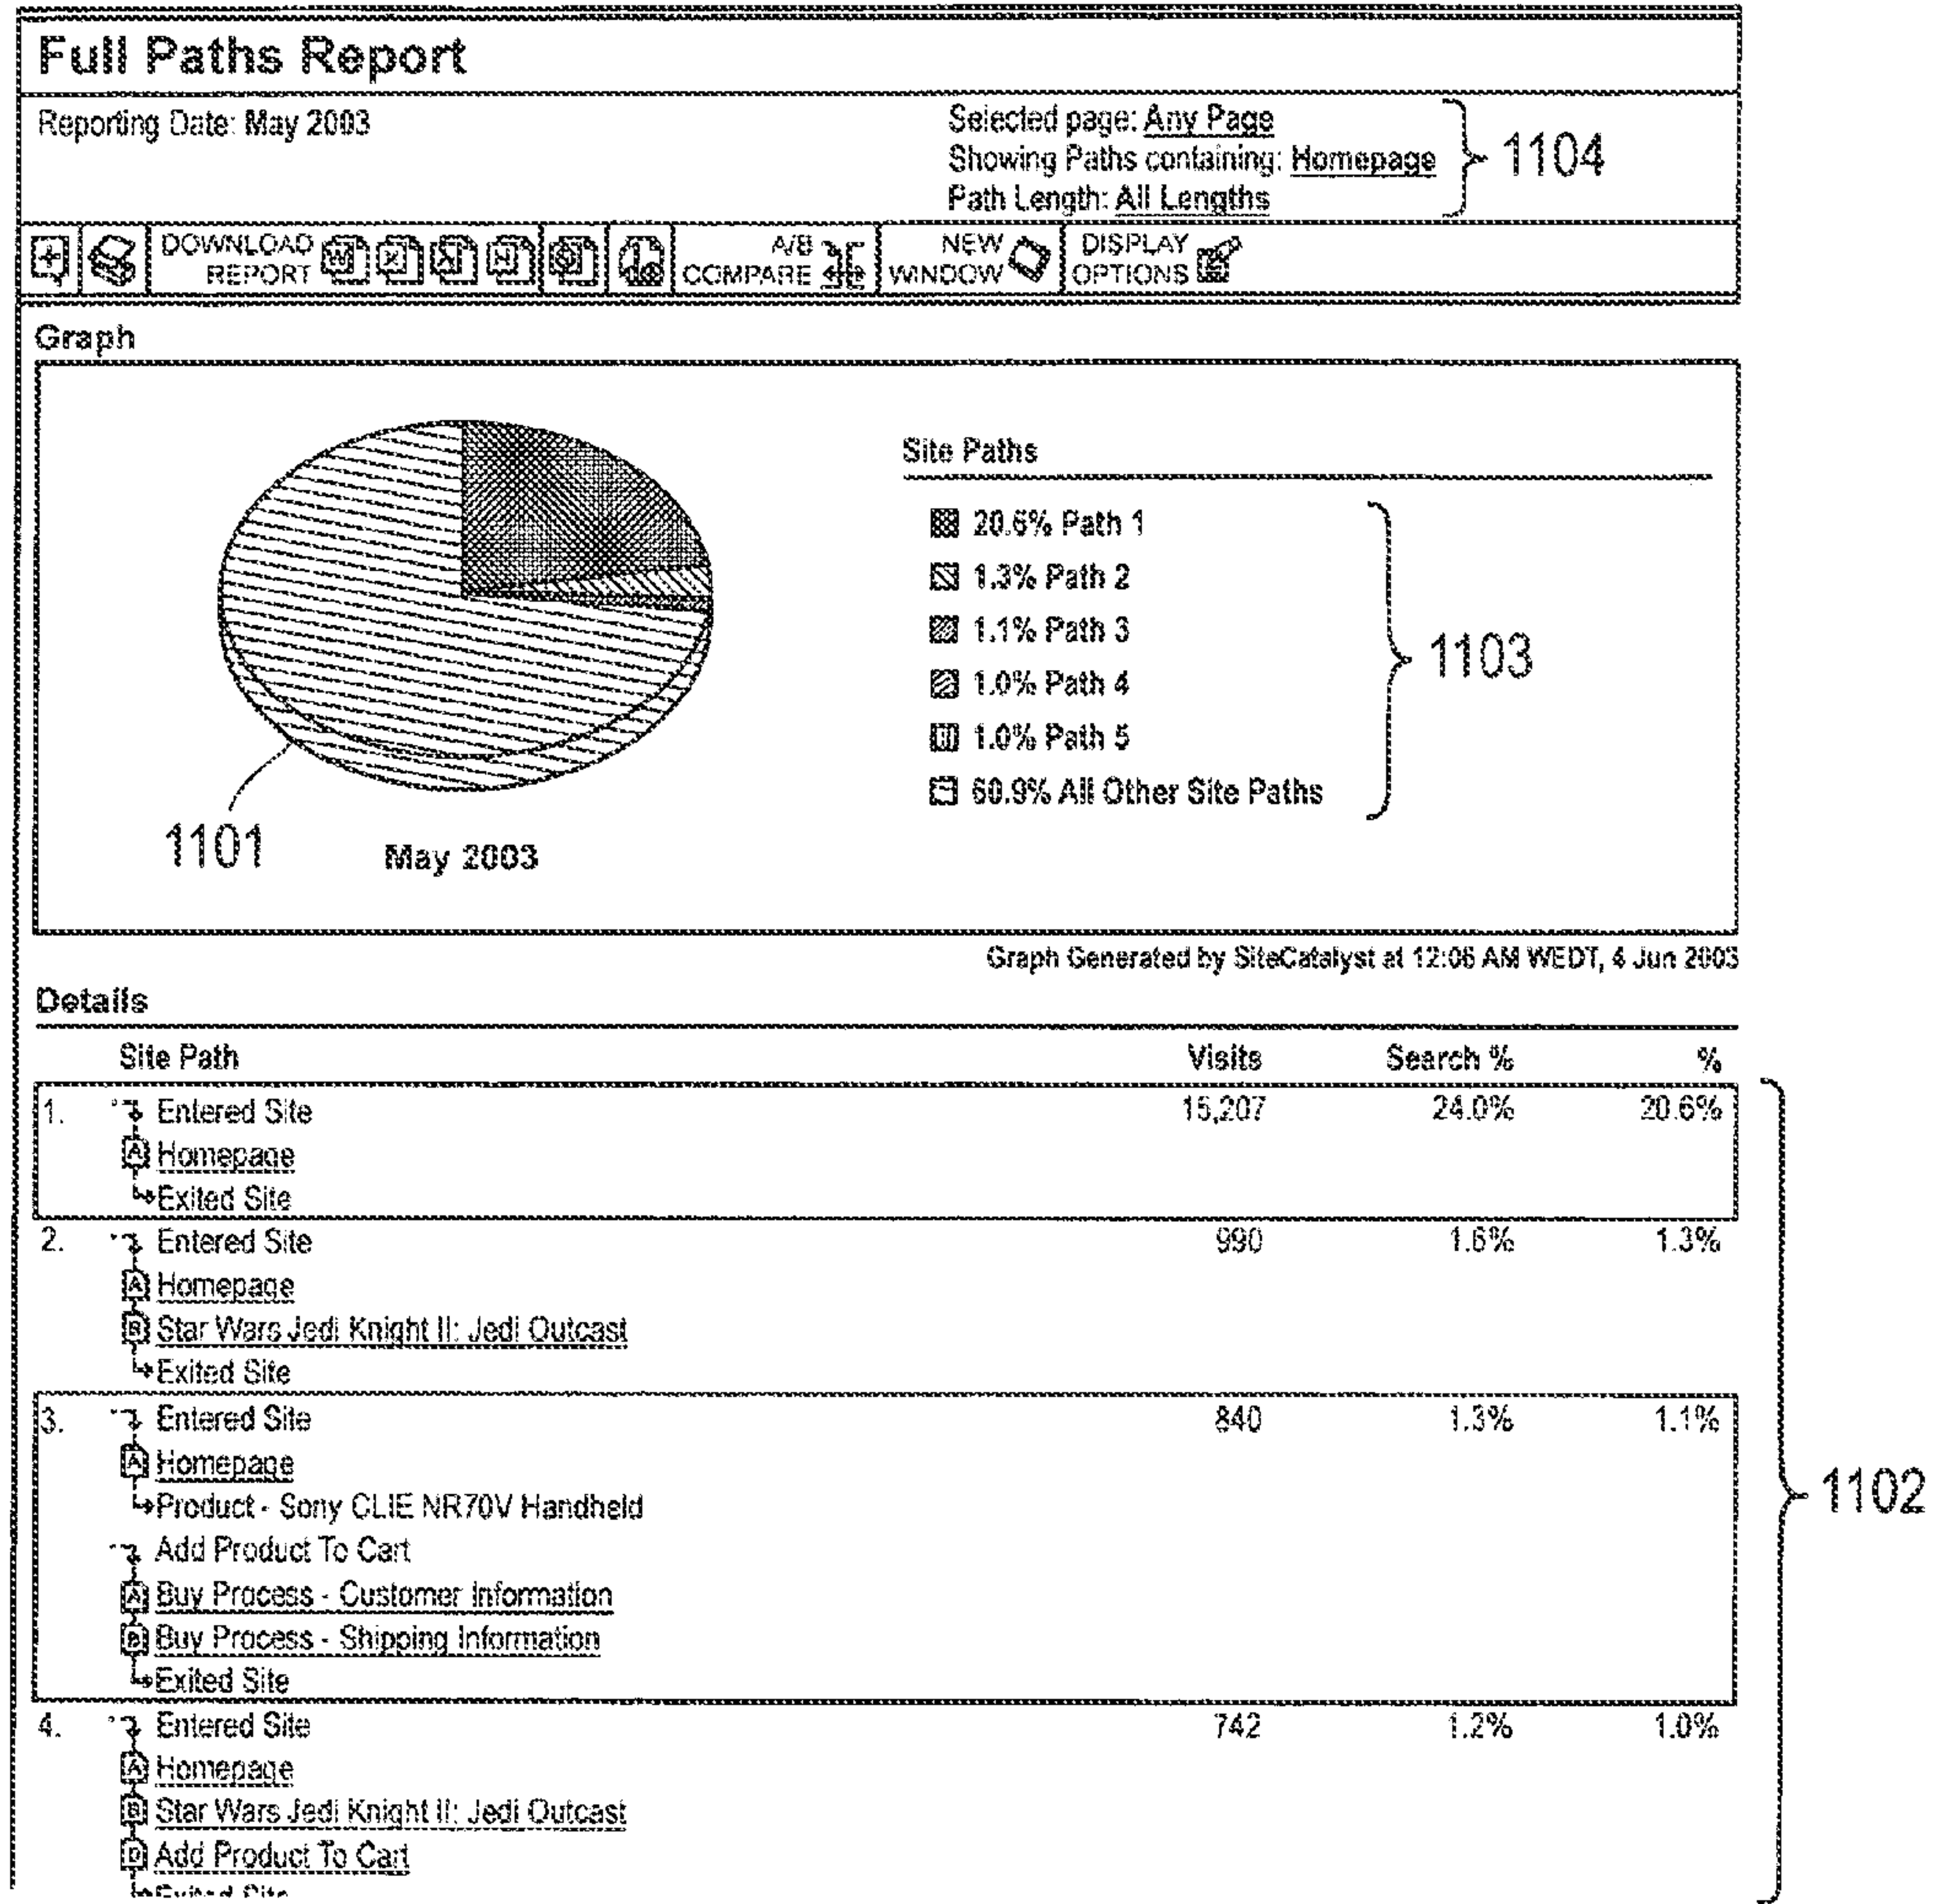 Full Paths Report
Reporting Date: May 2003
Selected page: Any Page
Showing Paths containing: Homepage
Path Length: All Lengths
1104
DOWNLOAD REPORT
A/B COMPARE
NEW WINDOW
DISPLAY OPTIONS
Graph
Site Paths
20.6% Path 1
1.3% Path 2
1.1% Path 3
1.0% Path 4
1.0% Path 5
60.9% All Other Site Paths
1103
1101
May 2003
Graph Generated by SiteCatalyst at 12:06 AM WEDT, 4 Jun 2003
Details
Site Path Visits Search % %
1. Entered Site 15,207 24.0% 20.6%
A Homepage
Exited Site
2. Entered Site 990 1.6% 1.3%
A Homepage
B Star Wars Jedi Knight II: Jedi Outcast
Exited Site
3. Entered Site 840 1.3% 1.1%
A Homepage
Product - Sony CLIE NR70V Handheld
Add Product To Cart
A Buy Process - Customer Information
B Buy Process - Shipping Information
Exited Site
1102
4. Entered Site 742 1.2% 1.0%
A Homepage
B Star Wars Jedi Knight II: Jedi Outcast
D Add Product To Cart
Exited Site